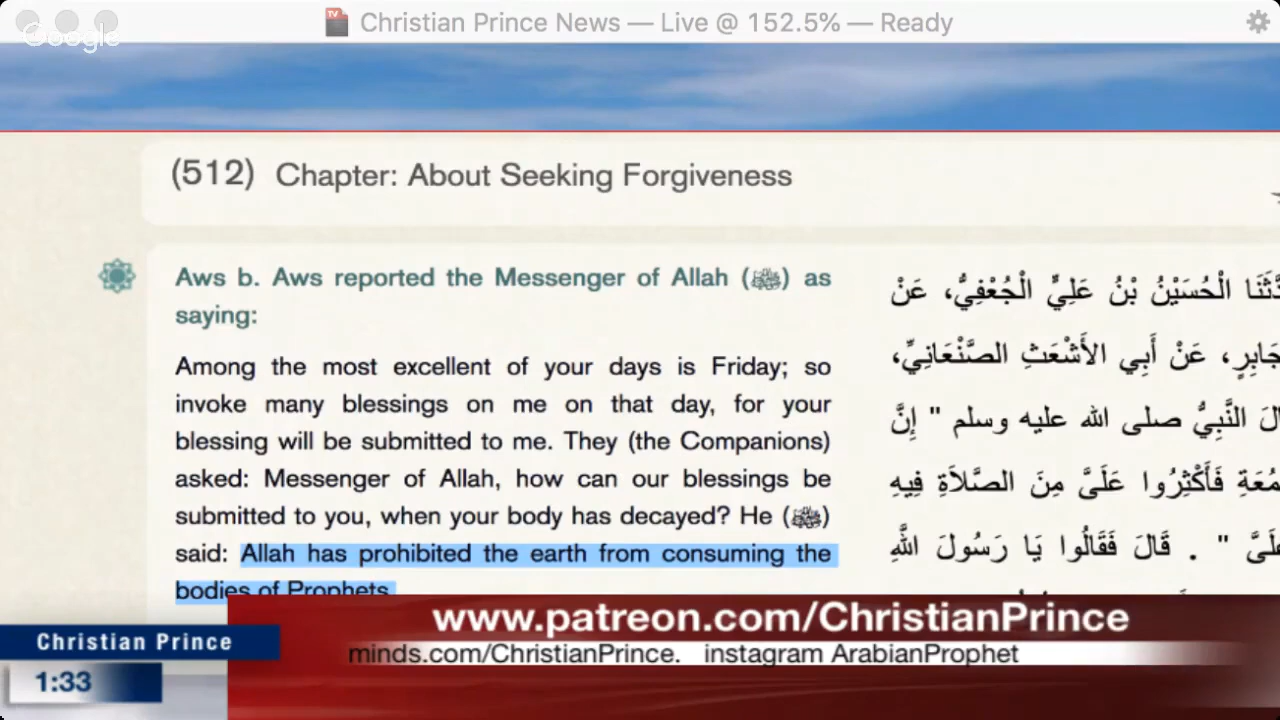 Google
TV
Christian Prince News — Live @ 152.5% — Ready
(512) Chapter: About Seeking Forgiveness
Aws b. Aws reported the Messenger of Allah (ﷺ) as
saying:
Among the most excellent of your days is Friday; so
invoke many blessings on me on that day, for your
blessing will be submitted to me. They (the Companions)
asked: Messenger of Allah, how can our blessings be
submitted to you, when your body has decayed? He (ﷺ)
said: Allah has prohibited the earth from consuming the
bodies of Prophets.
الْحُسَيْنُ بْنُ عَلِيٍّ الْجُعْفِيُّ، عَنْ
جَابِرٍ، عَنْ أَبِي الأَشْعَثِ الصَّنْعَانِيِّ،
النَّبِيُّ صلى الله عليه وسلم " إِنَّ
فَأَكْثِرُوا عَلَىَّ مِنَ الصَّلاَةِ فِيهِ
" . قَالَ فَقَالُوا يَا رَسُولَ اللَّهِ
www.patreon.com/ChristianPrince
Christian Prince
minds.com/ChristianPrince. instagram ArabianProphet
1:33